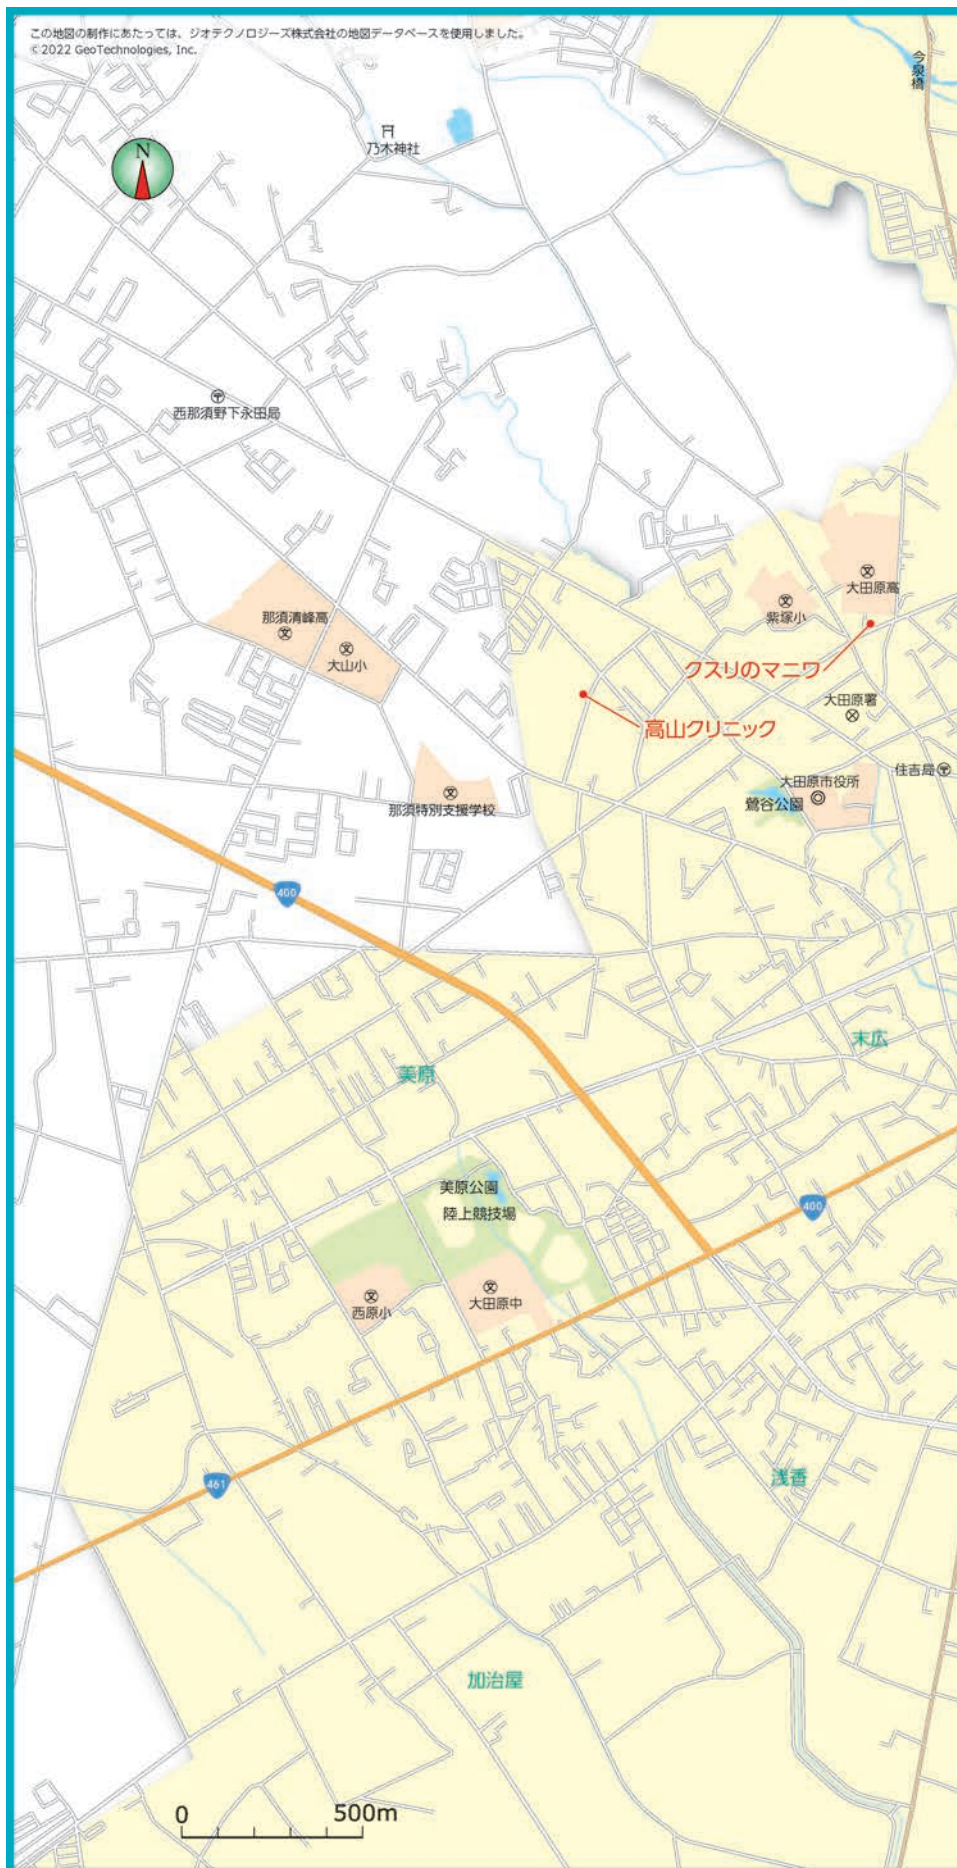 この地図の制作にあたっては、ジオテクノロジーズ株式会社の地図データベースを使用しました。
©2022 GeoTechnologies, Inc.
今泉橋
乃木神社
N
西那須野下永田局
大田原高
紫塚小
那須清峰高
大山小
クスリのマニワ
大田原署
高山クリニック
住吉局
大田原市役所
鶯谷公園
那須特別支援学校
400
末広
美原
美原公園
陸上競技場
400
大田原中
西原小
浅香
461
加治屋
0 500m